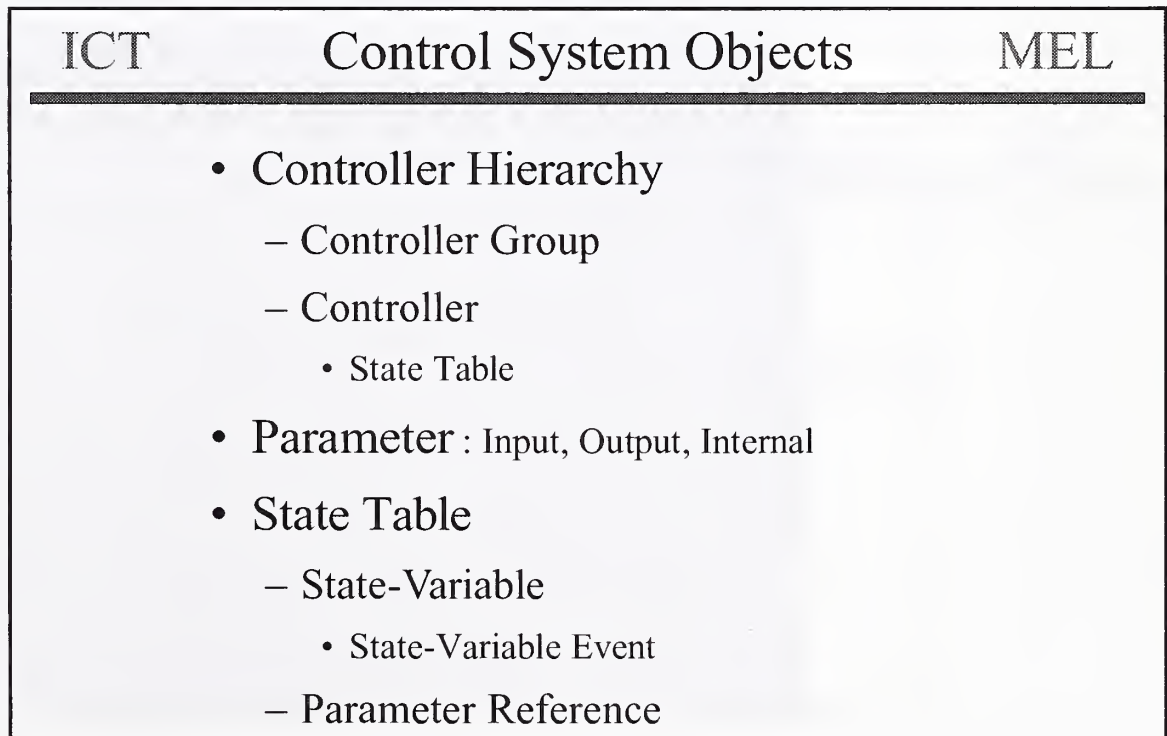 ICT Control System Objects MEL
• Controller Hierarchy
– Controller Group
– Controller
• State Table
• Parameter : Input, Output, Internal
• State Table
– State-Variable
• State-Variable Event
– Parameter Reference